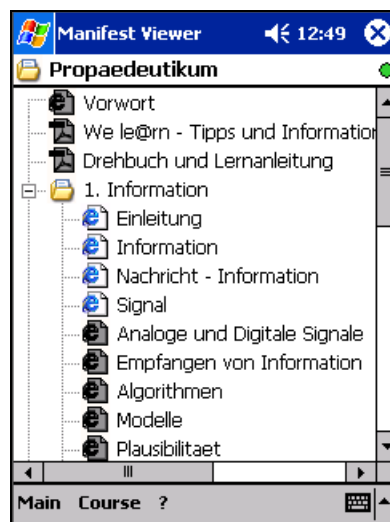 Manifest Viewer 12:49
Propaedeutikum
Vorwort
We le@rn - Tipps und Information
Drehbuch und Lernanleitung
1. Information
Einleitung
Information
Nachricht - Information
Signal
Analoge und Digitale Signale
Empfangen von Information
Algorithmen
Modelle
Plausibilitaet
Main Course ?